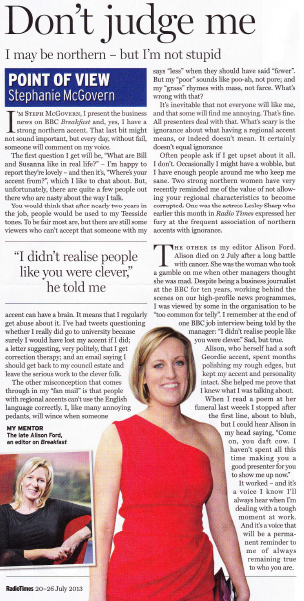 Don't judge me
I may be northern – but I'm not stupid
POINT OF VIEW
Stephanie McGovern
I'M STEPH MCGOVERN, I present the business
news on BBC Breakfast and, yes, I have a
strong northern accent. That last bit might
not sound important, but every day, without fail,
someone will comment on my voice.
The first question I get will be, "What are Bill
and Susanna like in real life?" – I'm happy to
report they're lovely – and then it's, "Where's your
accent from?", which I like to chat about. But,
unfortunately, there are quite a few people out
there who are nasty about the way I talk.
You would think that after nearly two years in
the job, people would be used to my Teesside
tones. To be fair most are, but there are still some
viewers who can't accept that someone with my
"I didn't realise people
like you were clever,"
he told me
accent can have a brain. It means that I regularly
get abuse about it. I've had tweets questioning
whether I really did go to university because
surely I would have lost my accent if I did;
a letter suggesting, very politely, that I get
correction therapy; and an email saying I
should get back to my council estate and
leave the serious work to the clever folk.
The other misconception that comes
through in my "fan mail" is that people
with regional accents can't use the English
language correctly. I, like many annoying
pedants, will wince when someone
MY MENTOR
The late Alison Ford,
an editor on Breakfast
says "less" when they should have said "fewer".
But my "poor" sounds like poo-ah, not pore; and
my "grass" rhymes with mass, not farce. What's
wrong with that?
It's inevitable that not everyone will like me,
and that some will find me annoying. That's fine.
All presenters deal with that. What's scary is the
ignorance about what having a regional accent
means, or indeed doesn't mean. It certainly
doesn't equal ignorance
Often people ask if I get upset about it all.
I don't. Occasionally I might have a wobble, but
I have enough people around me who keep me
sane. Two strong northern women have very
recently reminded me of the value of not allow-
ing your regional characteristics to become
corrupted. One was the actress Lesley Sharp who
earlier this month in Radio Times expressed her
fury at the frequent association of northern
accents with ignorance.
THE OTHER IS my editor Alison Ford.
Alison died on 2 July after a long battle
with cancer. She was the woman who took
a gamble on me when other managers thought
she was mad. Despite being a business journalist
at the BBC for ten years, working behind the
scenes on our high-profile news programmes,
I was viewed by some in the organisation to be
"too common for telly". I remember at the end of
one BBC job interview being told by the
manager: "I didn't realise people like
you were clever." Sad, but true.
Alison, who herself had a soft
Geordie accent, spent months
polishing my rough edges, but
kept my accent and personality
intact. She helped me prove that
I knew what I was talking about.
When I read a poem at her
funeral last week I stopped after
the first line, about to blub,
but I could hear Alison in
my head saying, "Come
on, you daft cow. I
haven't spent all this
time making you a
good presenter for you
to show me up now."
It worked – and it's
a voice I know I'll
always hear when I'm
dealing with a tough
moment at work.
And it's a voice that
will be a perma-
nent reminder to
me of always
remaining true
to who you are.
RadioTimes 20–26 July 2013